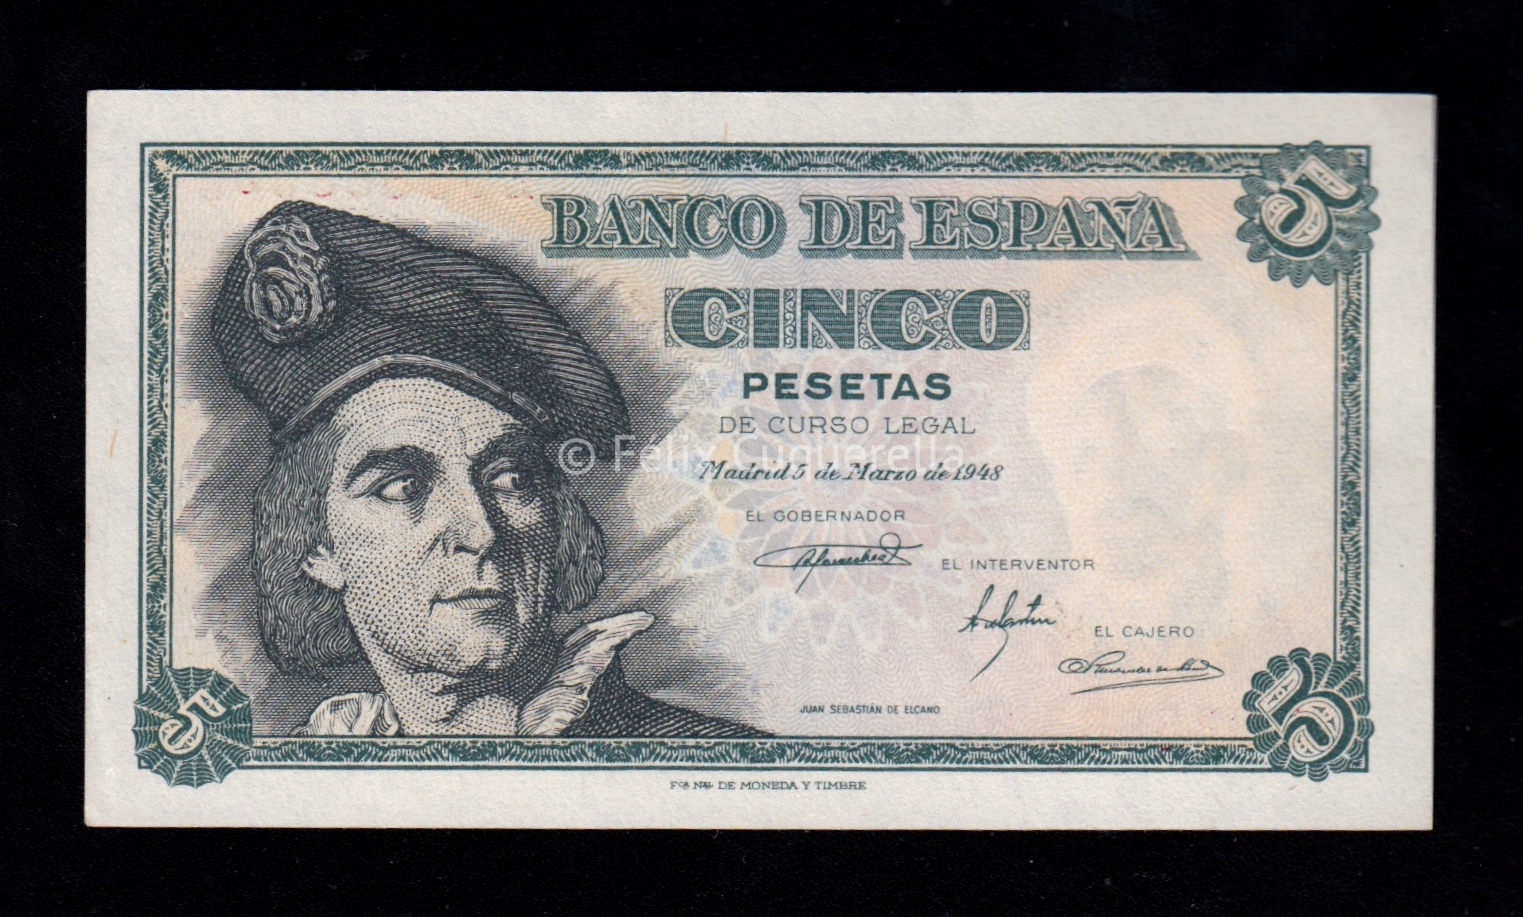 BANCO DE ESPAÑA
5
CINCO
PESETAS
DE CURSO LEGAL
© Félix Cuquerella
Madrid 5 de Marzo de 1948
EL GOBERNADOR
EL INTERVENTOR
EL CAJERO
JUAN SEBASTIÁN DE ELCANO
5
5
Fca Nal DE MONEDA Y TIMBRE